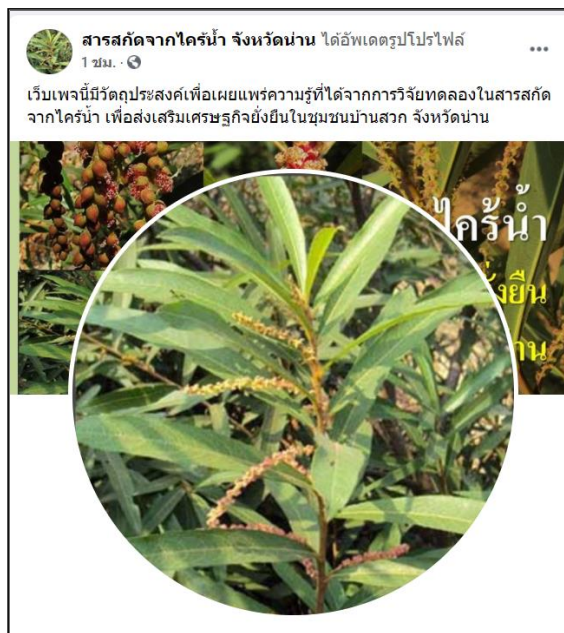 สารสกัดจากไคร้น้ำ จังหวัดน่าน ได้อัพเดตรูปโปรไฟล์
1 ชม. ·
เว็บเพจนี้มีวัตถุประสงค์เพื่อเผยแพร่ความรู้ที่ได้จากการวิจัยทดลองในสารสกัด
จากไคร้น้ำ เพื่อส่งเสริมเศรษฐกิจยั่งยืนในชุมชนบ้านสวก จังหวัดน่าน
ไคร้น้ำ